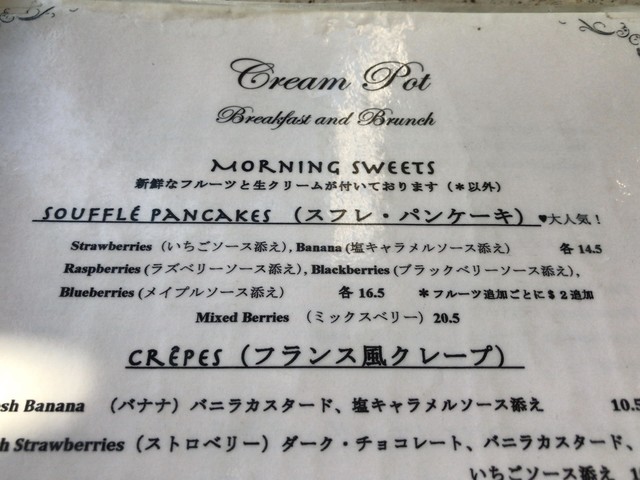 Cream Pot
Breakfast and Brunch
MORNING SWEETS
新鮮なフルーツと生クリームが付いております（＊以外）
SOUFFLÉ PANCAKES （スフレ・パンケーキ） ♥大人気！
Strawberries （いちごソース添え）, Banana (塩キャラメルソース添え） 各 14.5
Raspberries (ラズベリーソース添え）, Blackberries (ブラックベリーソース添え）,
Blueberries (メイプルソース添え） 各 16.5 ＊フルーツ追加ごとに＄２追加
Mixed Berries （ミックスベリー）20.5
CRÊPES （フランス風クレープ）
Banana （バナナ）バニラカスタード、塩キャラメルソース添え 10.5
Strawberries （ストロベリー）ダーク・チョコレート、バニラカスタード、
いちごソース添え